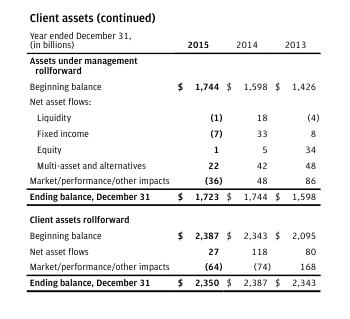 Client assets (continued)
Year ended December 31,
(in billions) 2015 2014 2013
Assets under management
rollforward
Beginning balance $ 1,744 $ 1,598 $ 1,426
Net asset flows:
Liquidity (1) 18 (4)
Fixed income (7) 33 8
Equity 1 5 34
Multi-asset and alternatives 22 42 48
Market/performance/other impacts (36) 48 86
Ending balance, December 31 $ 1,723 $ 1,744 $ 1,598
Client assets rollforward
Beginning balance $ 2,387 $ 2,343 $ 2,095
Net asset flows 27 118 80
Market/performance/other impacts (64) (74) 168
Ending balance, December 31 $ 2,350 $ 2,387 $ 2,343